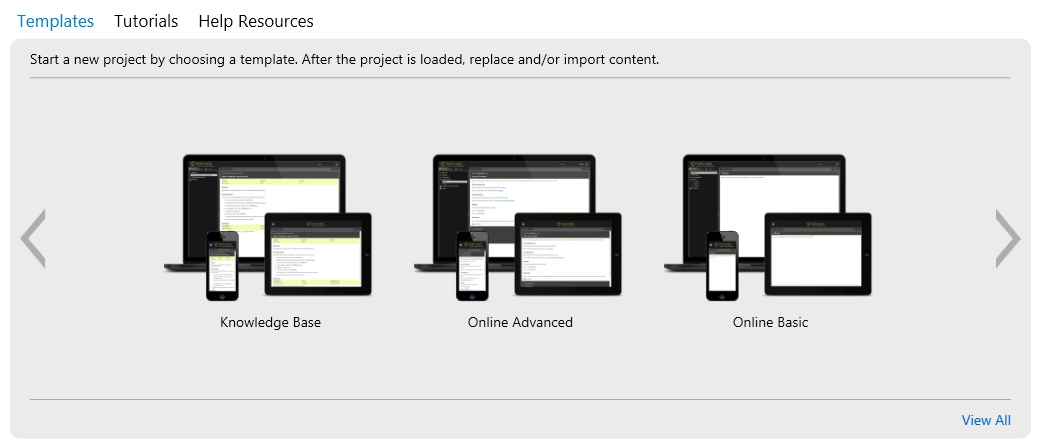 Templates Tutorials Help Resources
Start a new project by choosing a template. After the project is loaded, replace and/or import content.
Knowledge Base Online Advanced Online Basic
View All